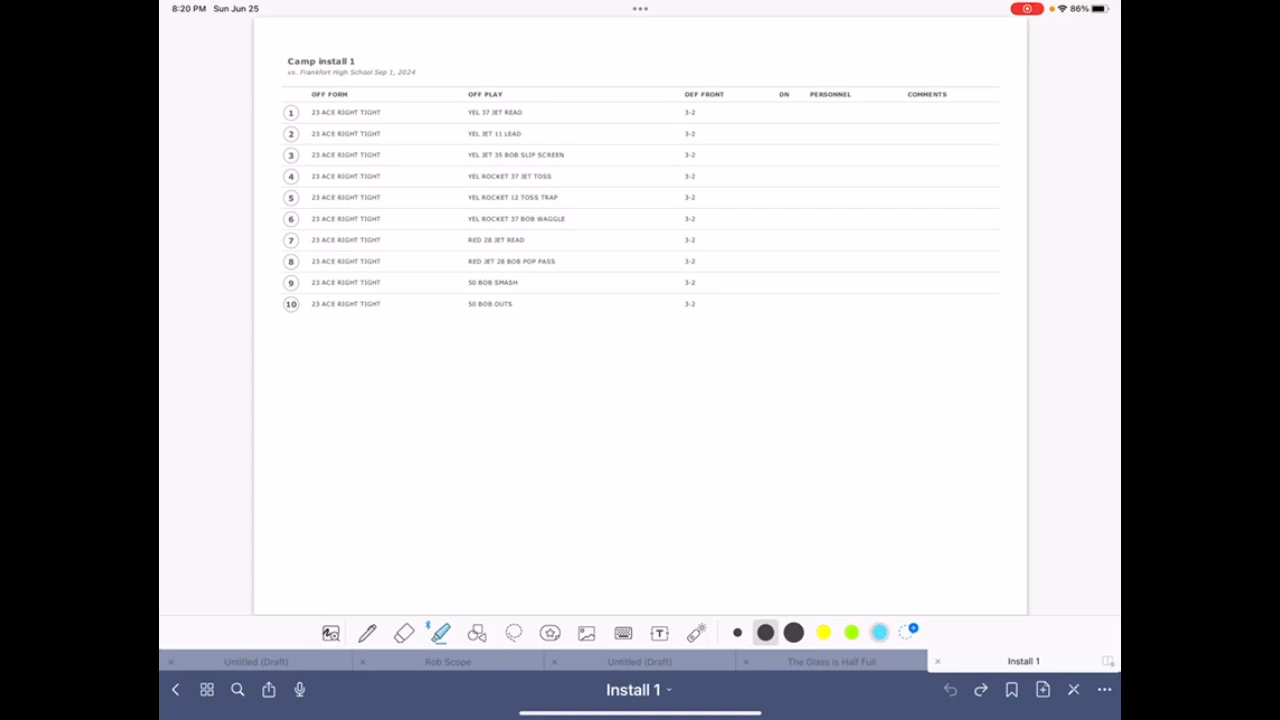 8:20 PM Sun Jun 25
86%
Camp install 1
vs. Frankfort High School Sep 1, 2024
OFF FORM OFF PLAY DEF FRONT DN PERSONNEL COMMENTS
1 23 ACE RIGHT TIGHT YEL 37 JET READ 3-2
2 23 ACE RIGHT TIGHT YEL JET 11 LEAD 3-2
3 23 ACE RIGHT TIGHT YEL JET 35 BOB SLIP SCREEN 3-2
4 23 ACE RIGHT TIGHT YEL ROCKET 37 JET TOSS 3-2
5 23 ACE RIGHT TIGHT YEL ROCKET 12 TOSS TRAP 3-2
6 23 ACE RIGHT TIGHT YEL ROCKET 37 BOB WAGGLE 3-2
7 23 ACE RIGHT TIGHT RED 28 JET READ 3-2
8 23 ACE RIGHT TIGHT RED JET 28 BOB POP PASS 3-2
9 23 ACE RIGHT TIGHT 50 BOB SMASH 3-2
10 23 ACE RIGHT TIGHT 50 BOB OUTS 3-2
Untitled (Draft) Rob Scope Untitled (Draft) The Glass is Half Full Install 1
Install 1